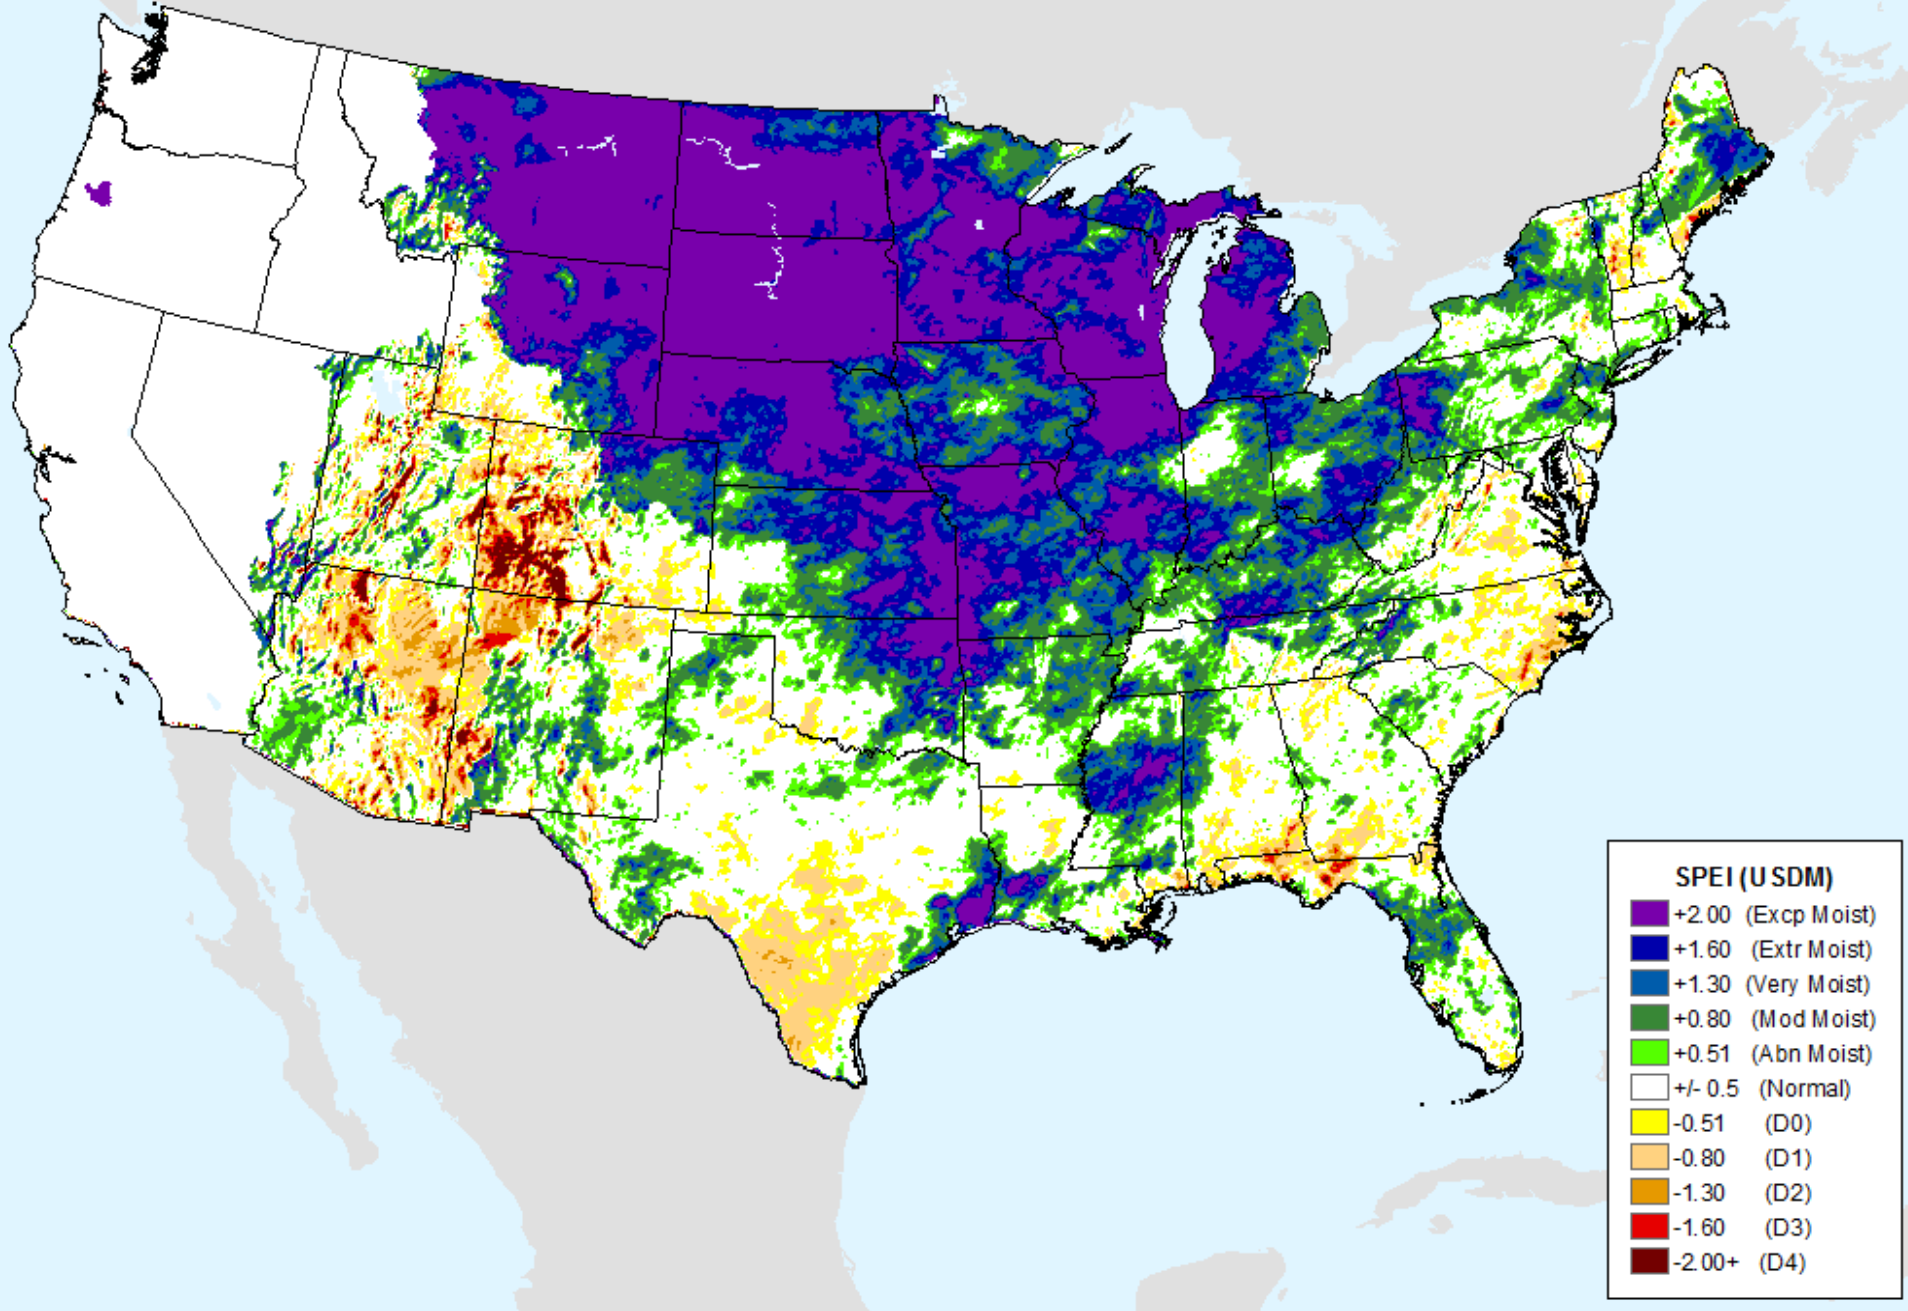 SPEI (USDM)
+2.00 (Excp Moist)
+1.60 (Extr Moist)
+1.30 (Very Moist)
+0.80 (Mod Moist)
+0.51 (Abn Moist)
+/- 0.5 (Normal)
-0.51 (D0)
-0.80 (D1)
-1.30 (D2)
-1.60 (D3)
-2.00+ (D4)